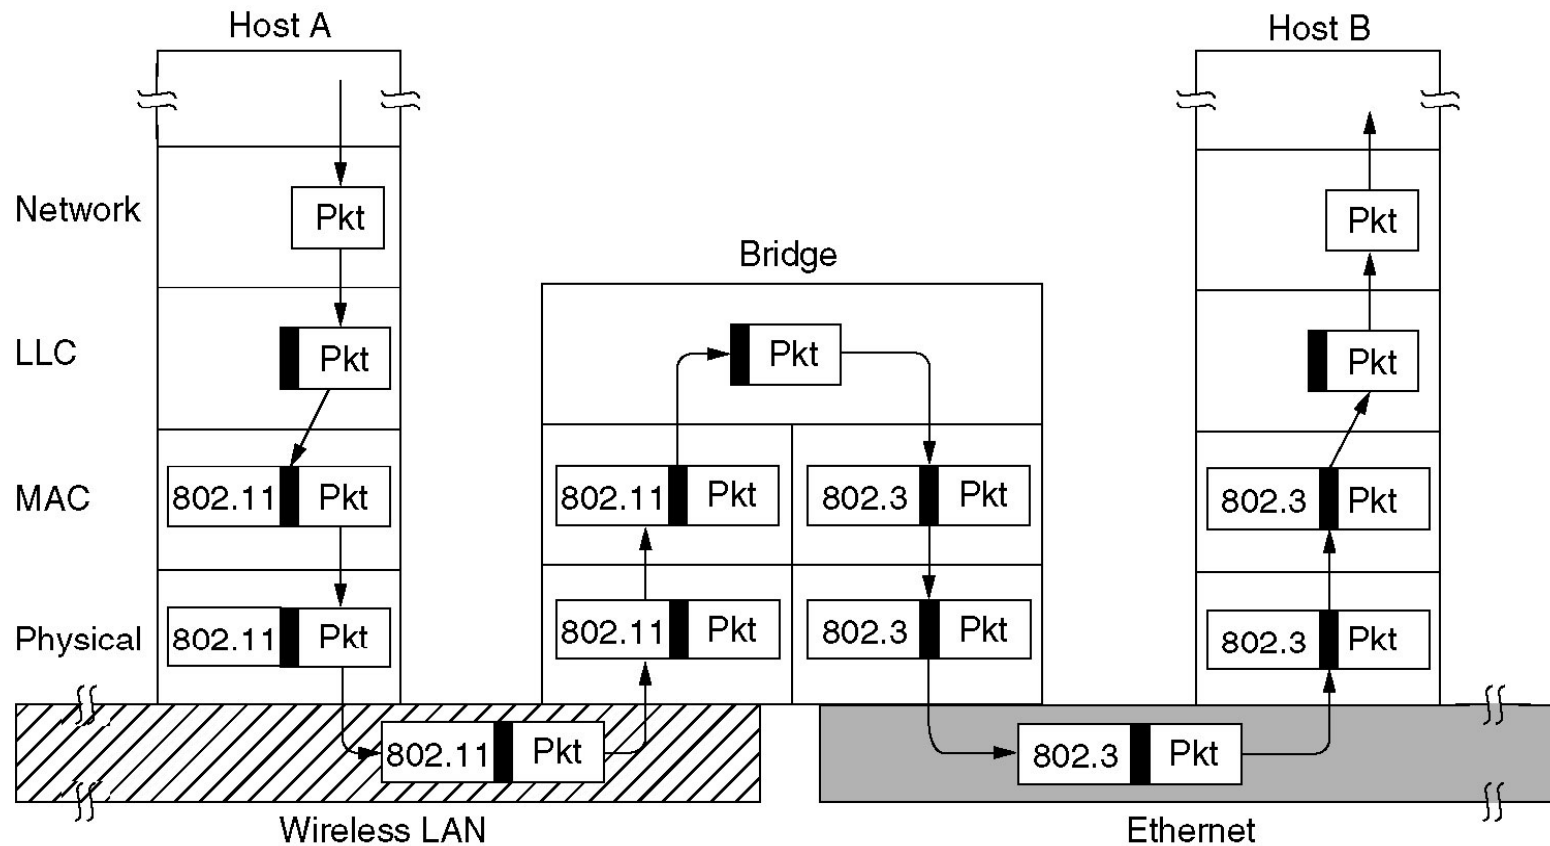 Host A
Host B
Network
Pkt
Pkt
Bridge
LLC
Pkt
Pkt
Pkt
MAC
802.11 Pkt
802.11 Pkt
802.3 Pkt
802.3 Pkt
Physical
802.11 Pkt
802.11 Pkt
802.3 Pkt
802.3 Pkt
802.11 Pkt
802.3 Pkt
Wireless LAN
Ethernet